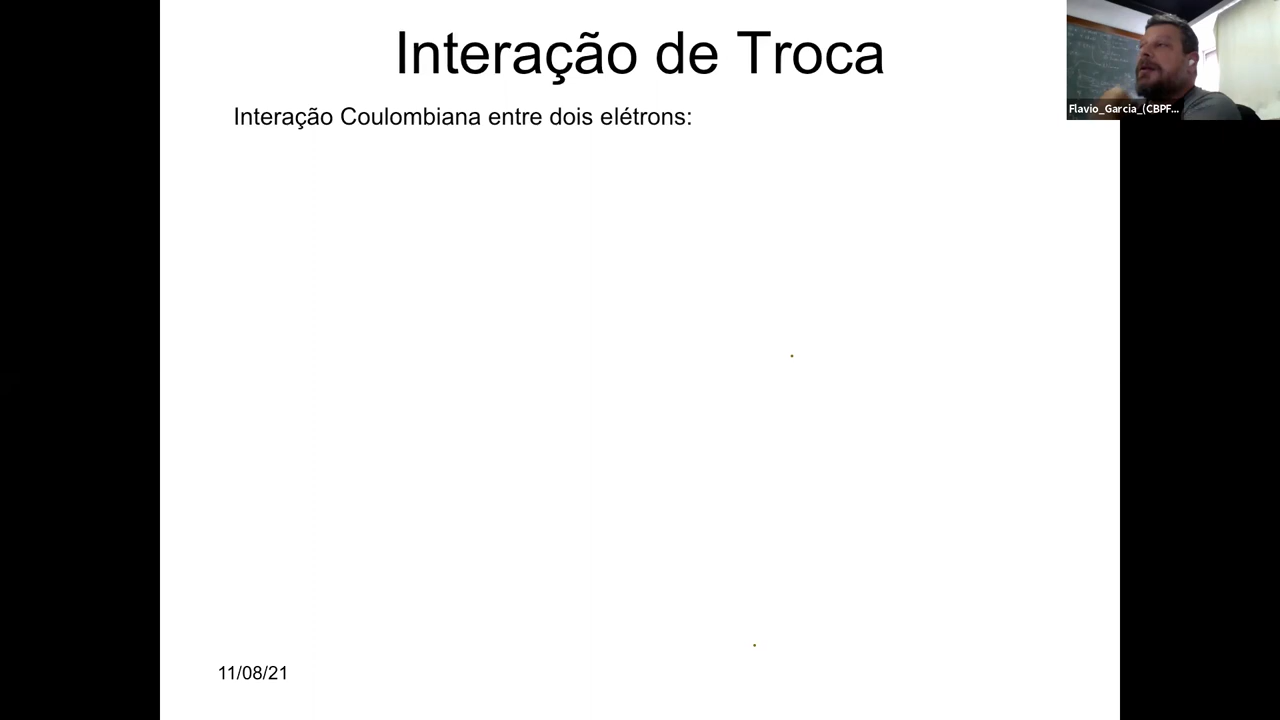 Interação de Troca
Interação Coulombiana entre dois elétrons:
Flavio_Garcia_(CBPF...
11/08/21